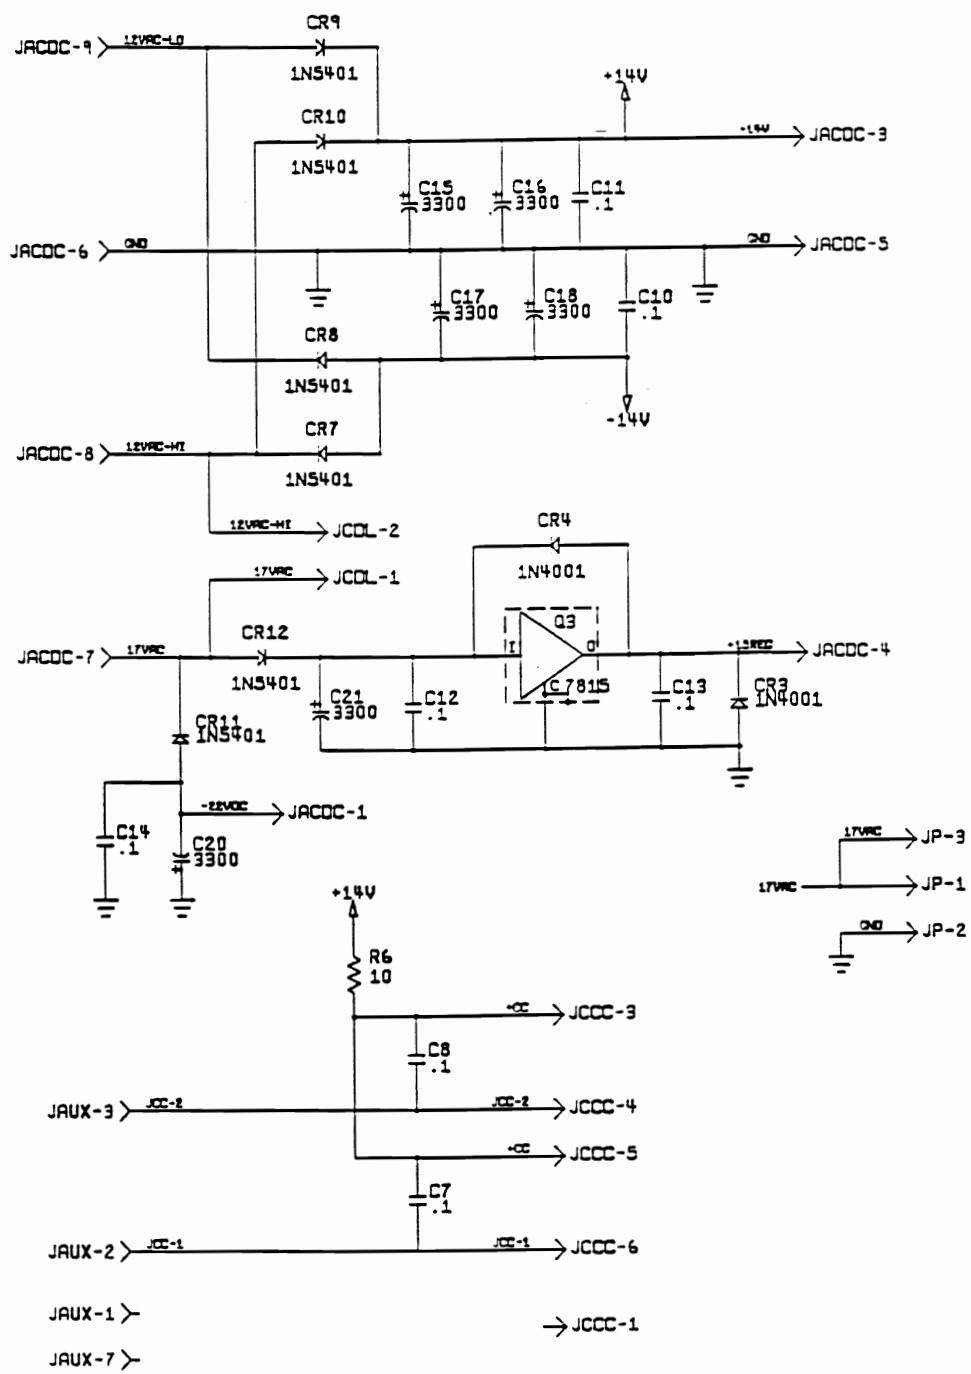 CR9
JACDC-9
12VAC-LO
1N5401
+14V
CR10
1N5401
+14V
JACDC-3
C15
3300
C16
3300
C11
.1
JACDC-6
GND
GND
JACDC-5
C17
3300
C18
3300
C10
.1
CR8
1N5401
-14V
CR7
JACDC-8
12VAC-HI
1N5401
12VAC-HI
JCDL-2
CR4
17VAC
JCDL-1
1N4001
Q3
JACDC-7
17VAC
CR12
I
O
+15REG
JACDC-4
1N5401
C21
3300
C12
.1
C
7815
C13
.1
CR3
1N4001
CR11
1N5401
-22VDC
JACDC-1
C14
.1
C20
3300
17VAC
JP-3
17VAC
JP-1
GND
JP-2
+14V
R6
10
+CC
JCCC-3
C8
.1
JAUX-3
JCC-2
JCC-2
JCCC-4
+CC
JCCC-5
C7
.1
JAUX-2
JCC-1
JCC-1
JCCC-6
JAUX-1
JCCC-1
JAUX-7